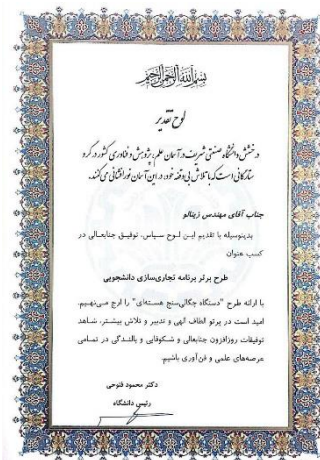 بسم الله الرحمن الرحیم
لوح تقدیر
درخشش دانشگاه صنعتی شریف در آسمان علم، پژوهش و فناوری کشور در گرو
ستارگانی است که با تلاش بی‌وقفه خود، در این آسمان نورافشانی می‌کنند.
جناب آقای مهندس زینالو
بدینوسیله با تقدیم این لوح سپاس، توفیق جنابعالی در
کسب عنوان
طرح برتر برنامه تجاری‌سازی دانشجویی
با ارائه طرح "دستگاه چگالی‌سنج هسته‌ای" را ارج می‌نهیم.
امید است در پرتو الطاف الهی و تدبیر و تلاش بیشتر، شاهد
توفیقات روزافزون جنابعالی و شکوفایی و بالندگی در تمامی
عرصه‌های علمی و فن‌آوری باشیم.
دکتر محمود فتوحی
رئیس دانشگاه